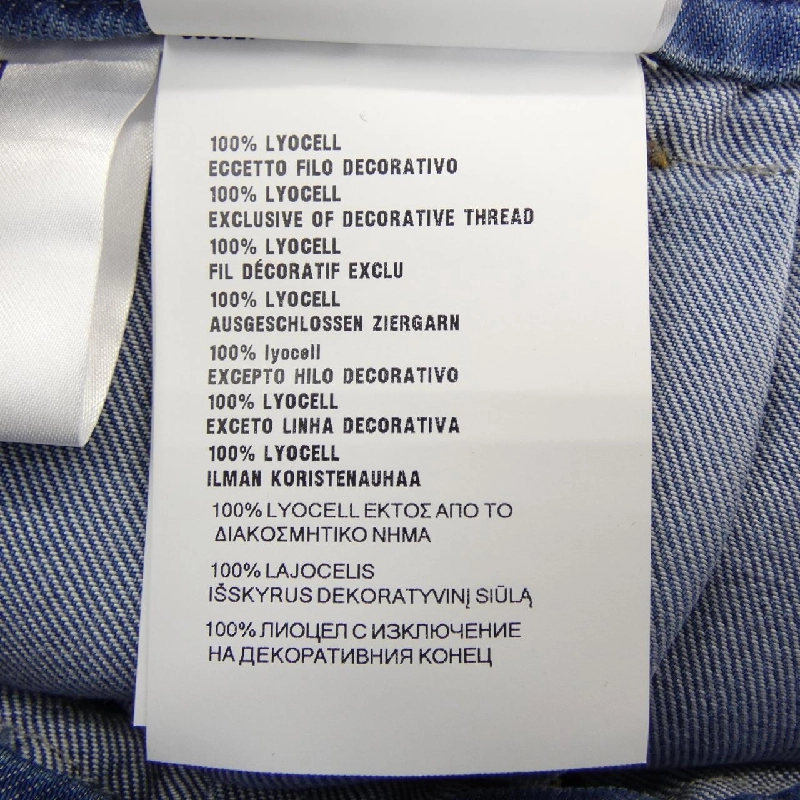 100% LYOCELL
ECCETTO FILO DECORATIVO
100% LYOCELL
EXCLUSIVE OF DECORATIVE THREAD
100% LYOCELL
FIL DÉCORATIF EXCLU
100% LYOCELL
AUSGESCHLOSSEN ZIERGARN
100% lyocell
EXCEPTO HILO DECORATIVO
100% LYOCELL
EXCETO LINHA DECORATIVA
100% LYOCELL
ILMAN KORISTENAUHAA
100% LYOCELL ΕΚΤΟΣ ΑΠΟ ΤΟ
ΔΙΑΚΟΣΜΗΤΙΚΟ ΝΗΜΑ
100% LAJOCELIS
IŠSKYRUS DEKORATYVINĮ SIŪLĄ
100% ЛИОЦЕЛ С ИЗКЛЮЧЕНИЕ
НА ДЕКОРАТИВНИЯ КОНЕЦ